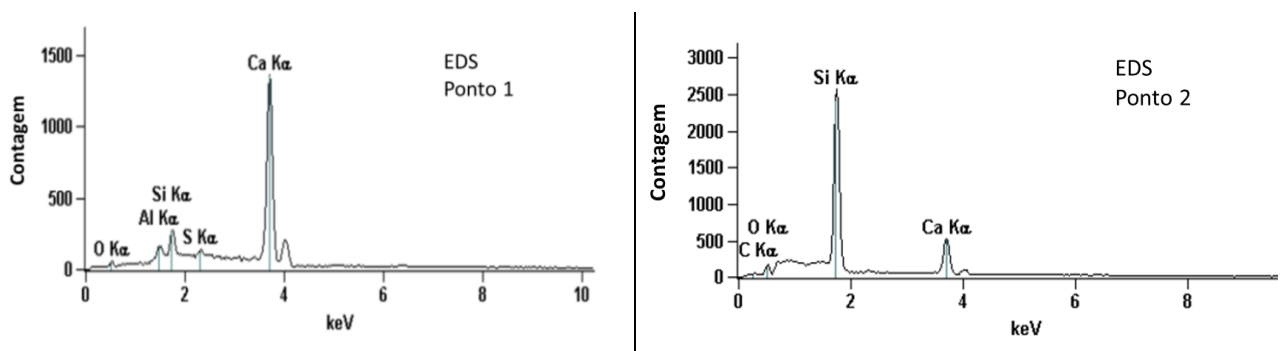 EDS
Ponto 1
Contagem
1500
1000
500
0
Ca Kα
Si Kα
Al Kα
S Kα
O Kα
0 2 4 6 8 10
keV
EDS
Ponto 2
Contagem
3000
2500
2000
1500
1000
500
0
Si Kα
O Kα
C Kα
Ca Kα
0 2 4 6 8
keV